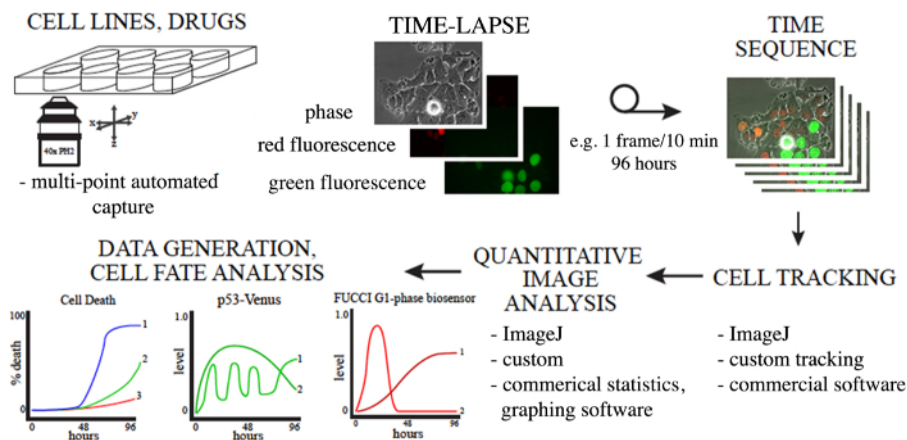 CELL LINES, DRUGS
x
y
z
40x PH2
- multi-point automated
capture
TIME-LAPSE
phase
red fluorescence
green fluorescence
e.g. 1 frame/10 min
96 hours
TIME
SEQUENCE
CELL TRACKING
- ImageJ
- custom tracking
- commercial software
QUANTITATIVE
IMAGE
ANALYSIS
- ImageJ
- custom
- commerical statistics,
graphing software
DATA GENERATION,
CELL FATE ANALYSIS
Cell Death
100
% death
0
48
96
hours
1
2
3
p53-Venus
1.0
level
0
48
96
hours
1
2
FUCCI G1-phase biosensor
1.0
level
0
48
96
hours
1
2